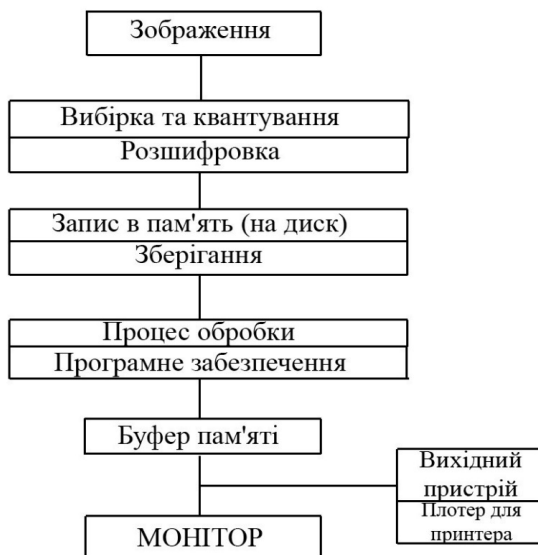 Зображення
Вибірка та квантування
Розшифровка
Запис в пам'ять (на диск)
Зберігання
Процес обробки
Програмне забезпечення
Буфер пам'яті
Вихідний
пристрій
Плотер для
принтера
МОНІТОР